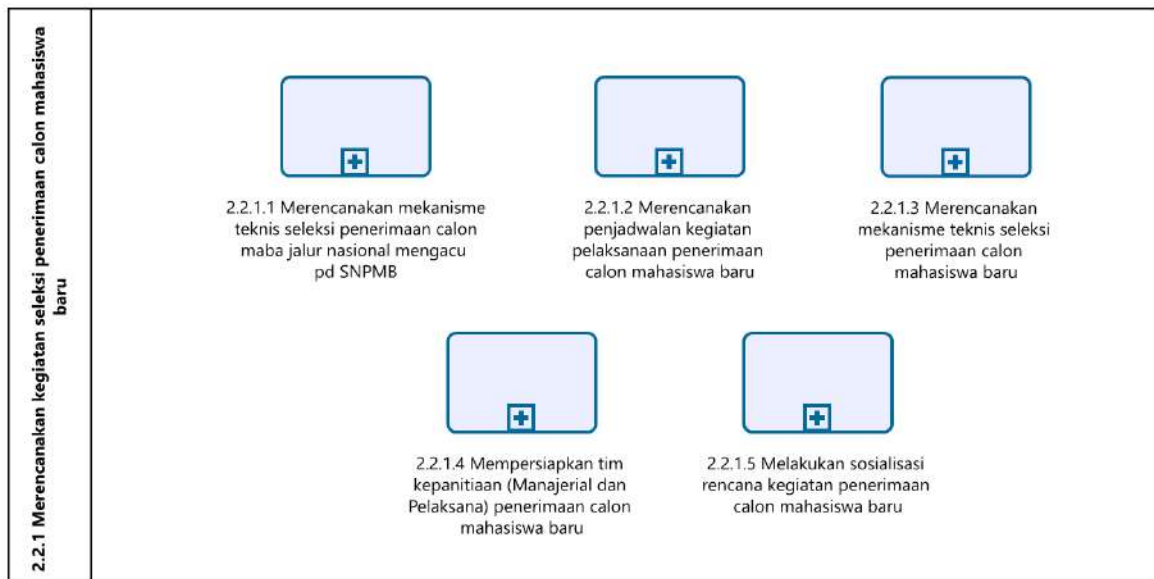 2.2.1 Merencanakan kegiatan seleksi penerimaan calon mahasiswa
baru
2.2.1.1 Merencanakan mekanisme
teknis seleksi penerimaan calon
maba jalur nasional mengacu
pd SNPMB
2.2.1.2 Merencanakan
penjadwalan kegiatan
pelaksanaan penerimaan
calon mahasiswa baru
2.2.1.3 Merencanakan
mekanisme teknis seleksi
penerimaan calon
mahasiswa baru
2.2.1.4 Mempersiapkan tim
kepanitiaan (Manajerial dan
Pelaksana) penerimaan calon
mahasiswa baru
2.2.1.5 Melakukan sosialisasi
rencana kegiatan penerimaan
calon mahasiswa baru